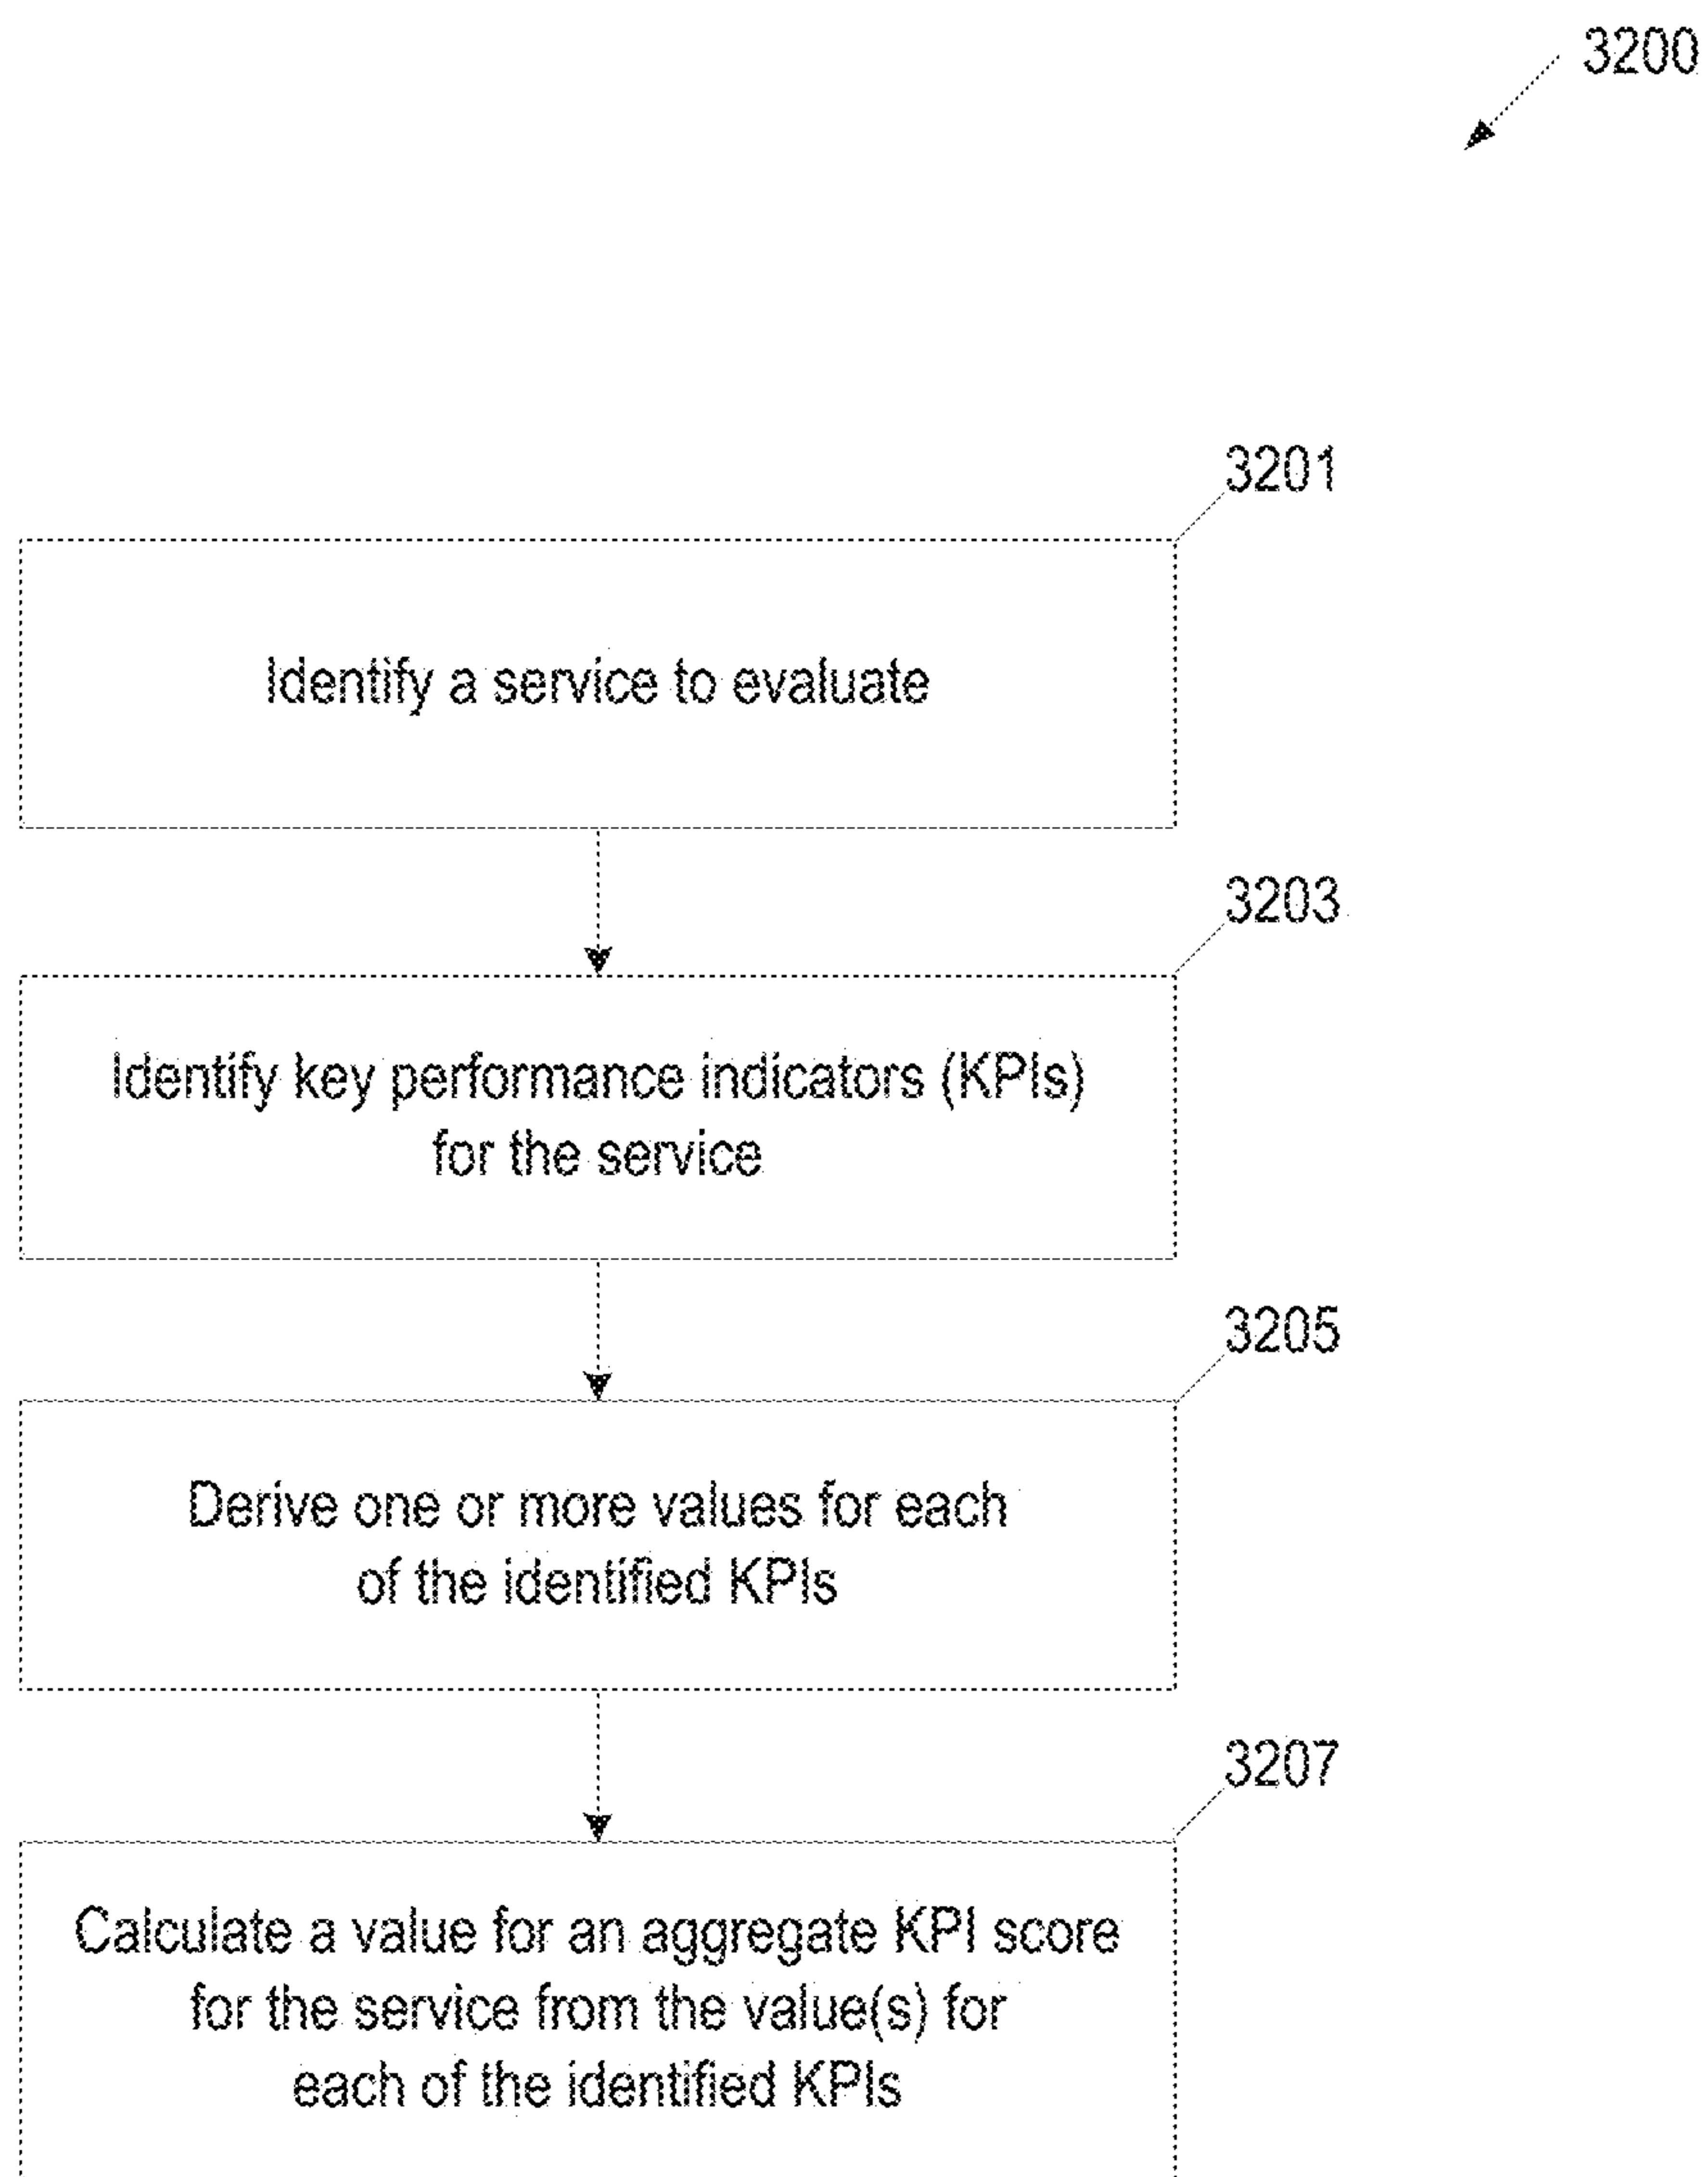 3200
3201
Identify a service to evaluate
3203
Identify key performance indicators (KPIs)
for the service
3205
Derive one or more values for each
of the identified KPIs
3207
Calculate a value for an aggregate KPI score
for the service from the value(s) for
each of the identified KPIs